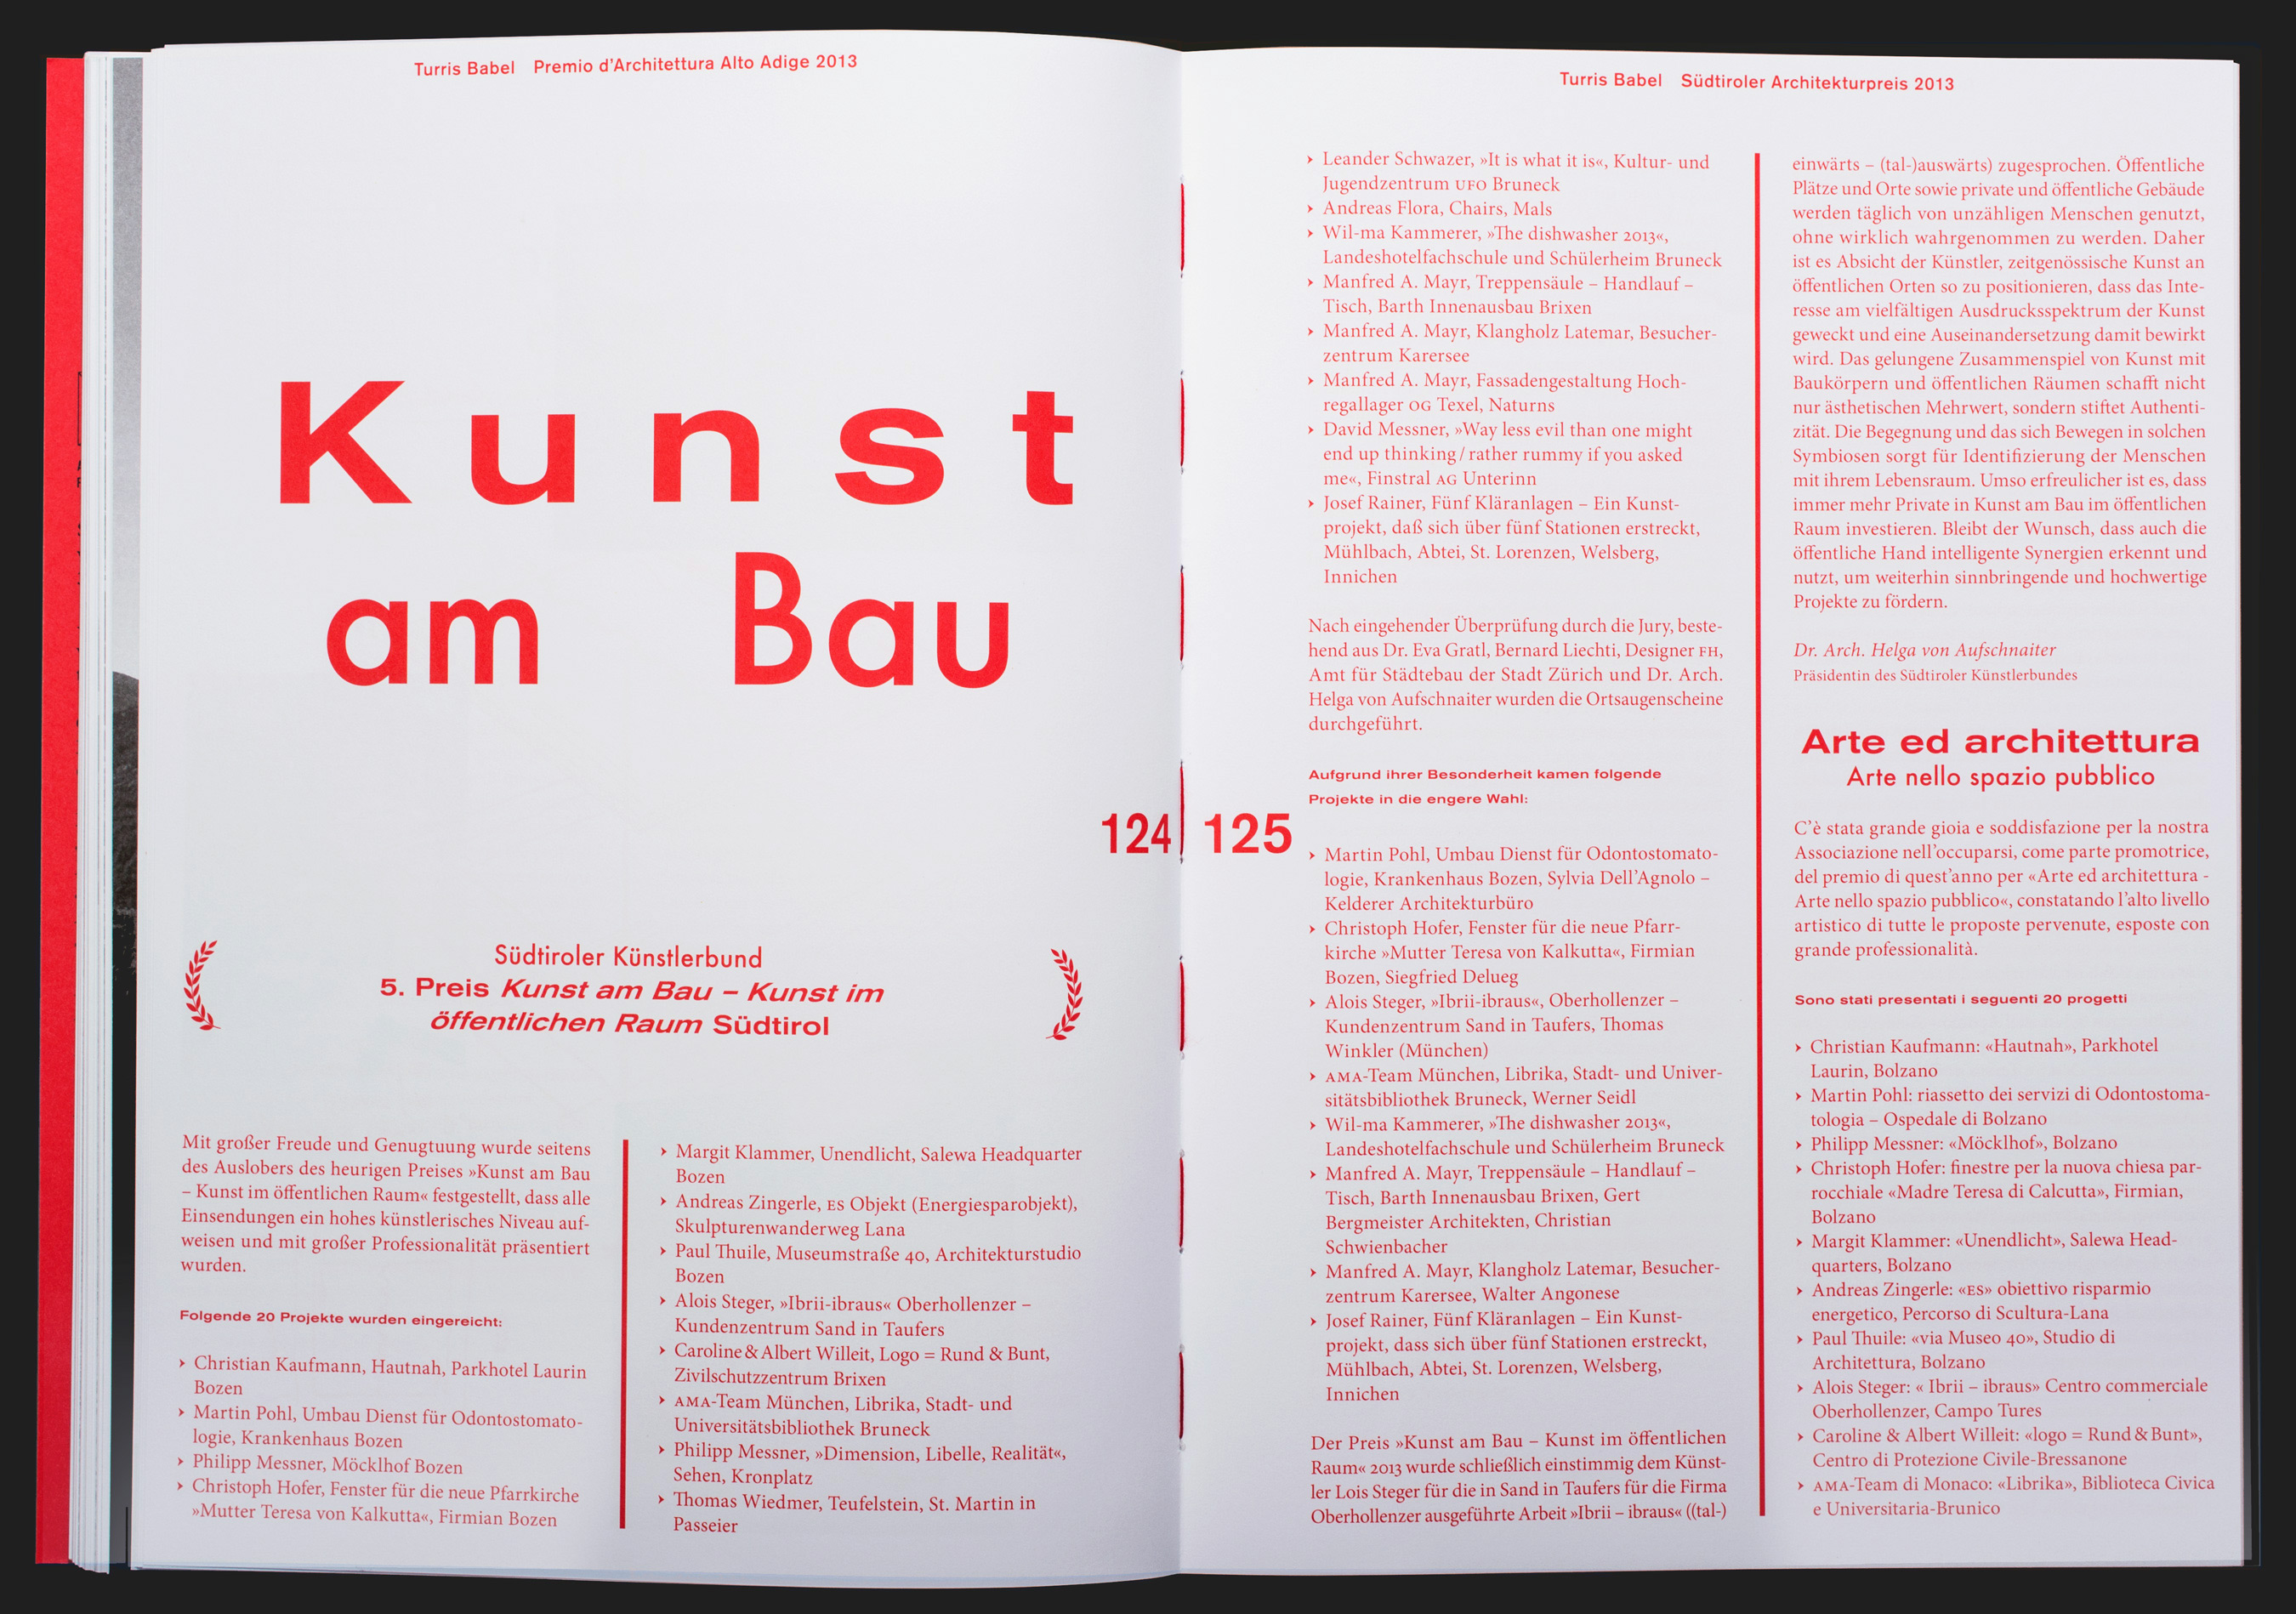 Turris Babel Premio d'Architettura Alto Adige 2013
Kunst
am Bau
Südtiroler Künstlerbund
5. Preis Kunst am Bau – Kunst im
öffentlichen Raum Südtirol
Mit großer Freude und Genugtuung wurde seitens
des Auslobers des heurigen Preises »Kunst am Bau
– Kunst im öffentlichen Raum« festgestellt, dass alle
Einsendungen ein hohes künstlerisches Niveau auf-
weisen und mit großer Professionalität präsentiert
wurden.
Folgende 20 Projekte wurden eingereicht:
› Christian Kaufmann, Hautnah, Parkhotel Laurin
Bozen
› Martin Pohl, Umbau Dienst für Odontostomato-
logie, Krankenhaus Bozen
› Philipp Messner, Möcklhof Bozen
› Christoph Hofer, Fenster für die neue Pfarrkirche
»Mutter Teresa von Kalkutta«, Firmian Bozen
› Margit Klammer, Unendlicht, Salewa Headquarter
Bozen
› Andreas Zingerle, ES Objekt (Energiesparobjekt),
Skulpturenwanderweg Lana
› Paul Thuile, Museumstraße 40, Architekturstudio
Bozen
› Alois Steger, »Ibrii-ibraus« Oberhollenzer –
Kundenzentrum Sand in Taufers
› Caroline & Albert Willeit, Logo = Rund & Bunt,
Zivilschutzzentrum Brixen
› AMA-Team München, Librika, Stadt- und
Universitätsbibliothek Bruneck
› Philipp Messner, »Dimension, Libelle, Realität«,
Sehen, Kronplatz
› Thomas Wiedmer, Teufelstein, St. Martin in
Passeier
124
125
Turris Babel Südtiroler Architekturpreis 2013
› Leander Schwazer, »It is what it is«, Kultur- und
Jugendzentrum UFO Bruneck
› Andreas Flora, Chairs, Mals
› Wil-ma Kammerer, »The dishwasher 2013«,
Landeshotelfachschule und Schülerheim Bruneck
› Manfred A. Mayr, Treppensäule – Handlauf –
Tisch, Barth Innenausbau Brixen
› Manfred A. Mayr, Klangholz Latemar, Besucher-
zentrum Karersee
› Manfred A. Mayr, Fassadengestaltung Hoch-
regallager OG Texel, Naturns
› David Messner, »Way less evil than one might
end up thinking / rather rummy if you asked
me«, Finstral AG Unterinn
› Josef Rainer, Fünf Kläranlagen – Ein Kunst-
projekt, daß sich über fünf Stationen erstreckt,
Mühlbach, Abtei, St. Lorenzen, Welsberg,
Innichen
Nach eingehender Überprüfung durch die Jury, beste-
hend aus Dr. Eva Gratl, Bernard Liechti, Designer FH,
Amt für Städtebau der Stadt Zürich und Dr. Arch.
Helga von Aufschnaiter wurden die Ortsaugenscheine
durchgeführt.
Aufgrund ihrer Besonderheit kamen folgende
Projekte in die engere Wahl:
› Martin Pohl, Umbau Dienst für Odontostomato-
logie, Krankenhaus Bozen, Sylvia Dell'Agnolo –
Kelderer Architekturbüro
› Christoph Hofer, Fenster für die neue Pfarr-
kirche »Mutter Teresa von Kalkutta«, Firmian
Bozen, Siegfried Delueg
› Alois Steger, »Ibrii-ibraus«, Oberhollenzer –
Kundenzentrum Sand in Taufers, Thomas
Winkler (München)
› AMA-Team München, Librika, Stadt- und Univer-
sitätsbibliothek Bruneck, Werner Seidl
› Wil-ma Kammerer, »The dishwasher 2013«,
Landeshotelfachschule und Schülerheim Bruneck
› Manfred A. Mayr, Treppensäule – Handlauf –
Tisch, Barth Innenausbau Brixen, Gert
Bergmeister Architekten, Christian
Schwienbacher
› Manfred A. Mayr, Klangholz Latemar, Besucher-
zentrum Karersee, Walter Angonese
› Josef Rainer, Fünf Kläranlagen – Ein Kunst-
projekt, dass sich über fünf Stationen erstreckt,
Mühlbach, Abtei, St. Lorenzen, Welsberg,
Innichen
Der Preis »Kunst am Bau – Kunst im öffentlichen
Raum« 2013 wurde schließlich einstimmig dem Künst-
ler Lois Steger für die in Sand in Taufers für die Firma
Oberhollenzer ausgeführte Arbeit »Ibrii – ibraus« ((tal-)
einwärts – (tal-)auswärts) zugesprochen. Öffentliche
Plätze und Orte sowie private und öffentliche Gebäude
werden täglich von unzähligen Menschen genutzt,
ohne wirklich wahrgenommen zu werden. Daher
ist es Absicht der Künstler, zeitgenössische Kunst an
öffentlichen Orten so zu positionieren, dass das Inte-
resse am vielfältigen Ausdrucksspektrum der Kunst
geweckt und eine Auseinandersetzung damit bewirkt
wird. Das gelungene Zusammenspiel von Kunst mit
Baukörpern und öffentlichen Räumen schafft nicht
nur ästhetischen Mehrwert, sondern stiftet Authenti-
zität. Die Begegnung und das sich Bewegen in solchen
Symbiosen sorgt für Identifizierung der Menschen
mit ihrem Lebensraum. Umso erfreulicher ist es, dass
immer mehr Private in Kunst am Bau im öffentlichen
Raum investieren. Bleibt der Wunsch, dass auch die
öffentliche Hand intelligente Synergien erkennt und
nutzt, um weiterhin sinnbringende und hochwertige
Projekte zu fördern.
Dr. Arch. Helga von Aufschnaiter
Präsidentin des Südtiroler Künstlerbundes
Arte ed architettura
Arte nello spazio pubblico
C'è stata grande gioia e soddisfazione per la nostra
Associazione nell'occuparsi, come parte promotrice,
del premio di quest'anno per «Arte ed architettura -
Arte nello spazio pubblico«, constatando l'alto livello
artistico di tutte le proposte pervenute, esposte con
grande professionalità.
Sono stati presentati i seguenti 20 progetti
› Christian Kaufmann: «Hautnah», Parkhotel
Laurin, Bolzano
› Martin Pohl: riassetto dei servizi di Odontostoma-
tologia – Ospedale di Bolzano
› Philipp Messner: «Möcklhof», Bolzano
› Christoph Hofer: finestre per la nuova chiesa par-
rocchiale «Madre Teresa di Calcutta», Firmian,
Bolzano
› Margit Klammer: «Unendlicht», Salewa Head-
quarters, Bolzano
› Andreas Zingerle: «ES» obiettivo risparmio
energetico, Percorso di Scultura-Lana
› Paul Thuile: «via Museo 40», Studio di
Architettura, Bolzano
› Alois Steger: « Ibrii – ibraus» Centro commerciale
Oberhollenzer, Campo Tures
› Caroline & Albert Willeit: «logo = Rund & Bunt»,
Centro di Protezione Civile-Bressanone
› AMA-Team di Monaco: «Librika», Biblioteca Civica
e Universitaria-Brunico